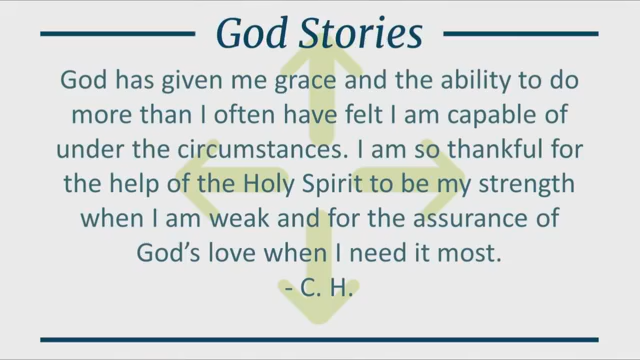 God Stories
God has given me grace and the ability to do
more than I often have felt I am capable of
under the circumstances. I am so thankful for
the help of the Holy Spirit to be my strength
when I am weak and for the assurance of
God's love when I need it most.
- C. H.